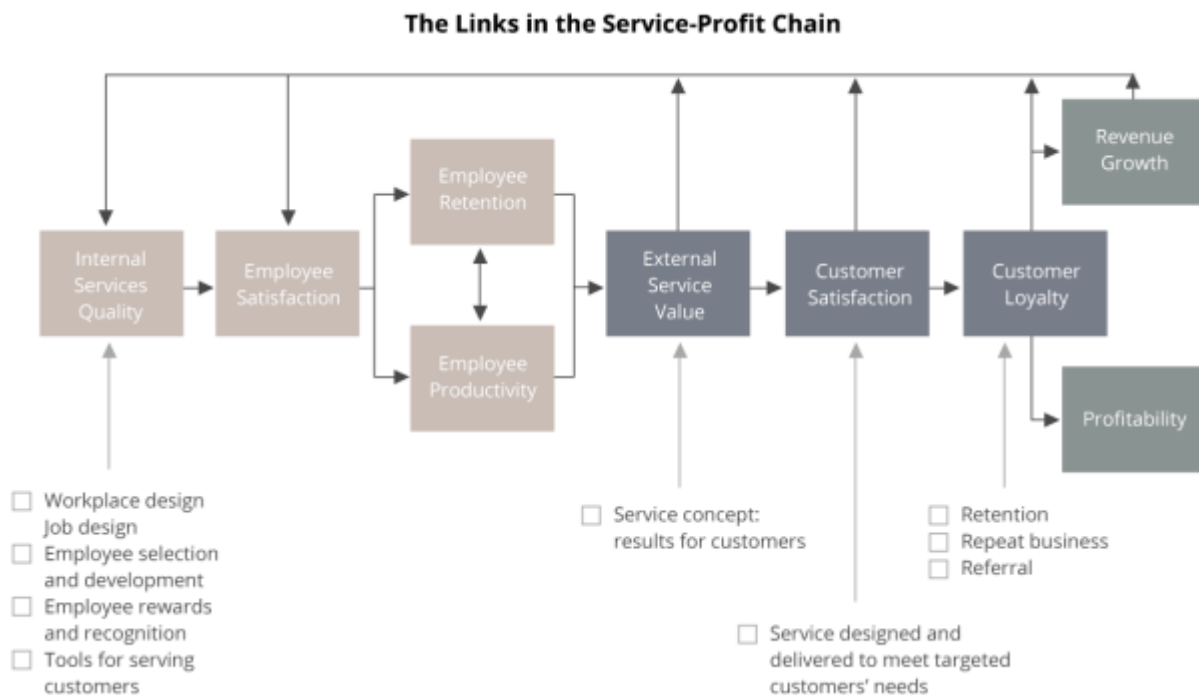 The Links in the Service-Profit Chain
Internal
Services
Quality
Employee
Satisfaction
Employee
Retention
Employee
Productivity
External
Service
Value
Customer
Satisfaction
Customer
Loyalty
Revenue
Growth
Profitability
Workplace design
Job design
Employee selection
and development
Employee rewards
and recognition
Tools for serving
customers
Service concept:
results for customers
Service designed and
delivered to meet targeted
customers’ needs
Retention
Repeat business
Referral